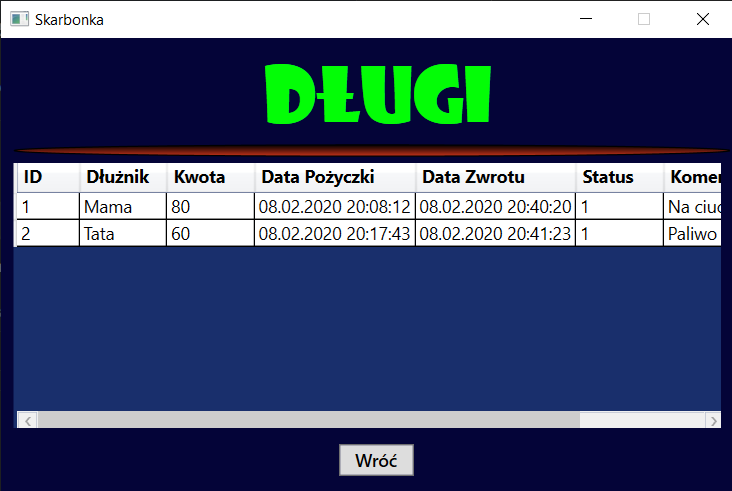 Skarbonka
DŁUGI
ID Dłużnik Kwota Data Pożyczki Data Zwrotu Status Komen
1 Mama 80 08.02.2020 20:08:12 08.02.2020 20:40:20 1 Na ciuc
2 Tata 60 08.02.2020 20:17:43 08.02.2020 20:41:23 1 Paliwo
Wróć